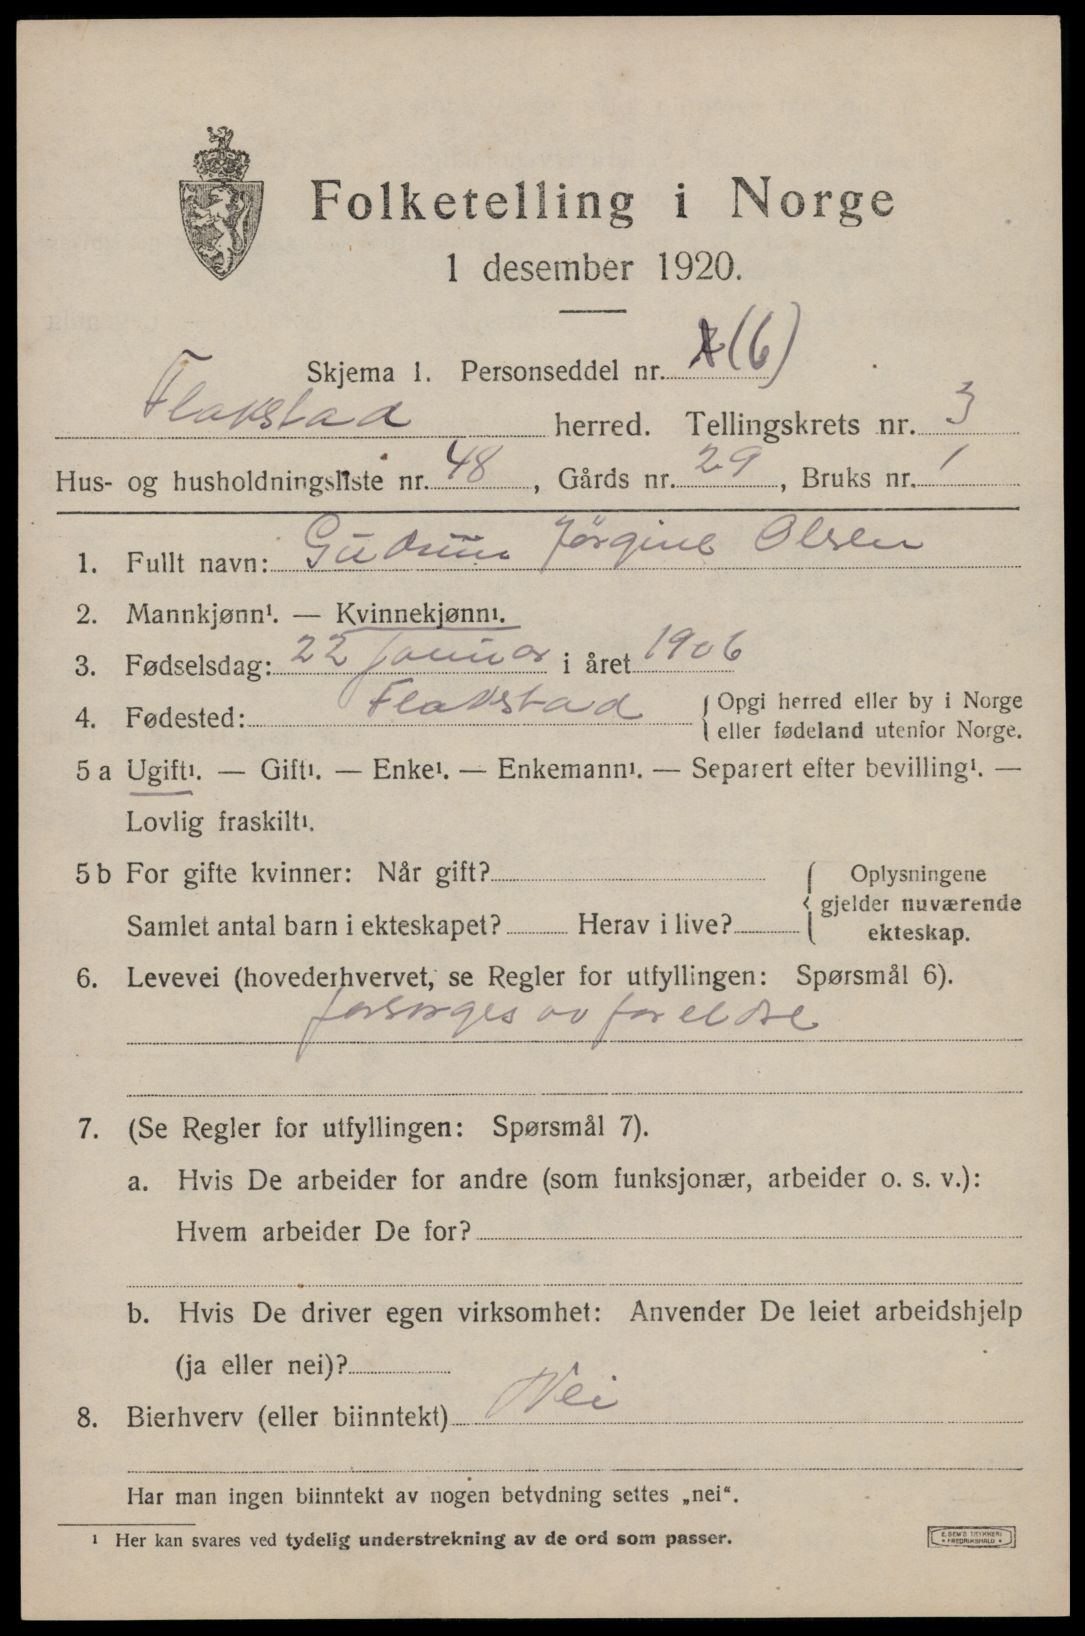 Folketelling i Norge
1 desember 1920.
Skjema 1. Personseddel nr. (6)
Flakstad herred. Tellingskrets nr. 3
Hus- og husholdningsliste nr. 48, Gårds nr. 29, Bruks nr. 1
1. Fullt navn: Gudrun Jørgine Olsen
2. Mannkjønn¹. — Kvinnekjønn¹.
3. Fødselsdag: 22 Januar i året 1906
4. Fødested: Flakstad { Opgi herred eller by i Norge
eller fødeland utenfor Norge.
5 a Ugift¹. — Gift¹. — Enke¹. — Enkemann¹. — Separert efter bevilling¹. —
Lovlig fraskilt¹.
5 b For gifte kvinner: Når gift?
Samlet antal barn i ekteskapet? Herav i live?
{ Oplysningene
gjelder nuværende
ekteskap.
6. Levevei (hovederhvervet, se Regler for utfyllingen: Spørsmål 6).
forsorges av foreldre
7. (Se Regler for utfyllingen: Spørsmål 7).
a. Hvis De arbeider for andre (som funksjonær, arbeider o. s. v.):
Hvem arbeider De for?
b. Hvis De driver egen virksomhet: Anvender De leiet arbeidshjelp
(ja eller nei)?
8. Bierhverv (eller biinntekt) Nei
Har man ingen biinntekt av nogen betydning settes „nei“.
¹ Her kan svares ved tydelig understrekning av de ord som passer.
E. SEM'S TRYKKERI
• FREDRIKSHALD •